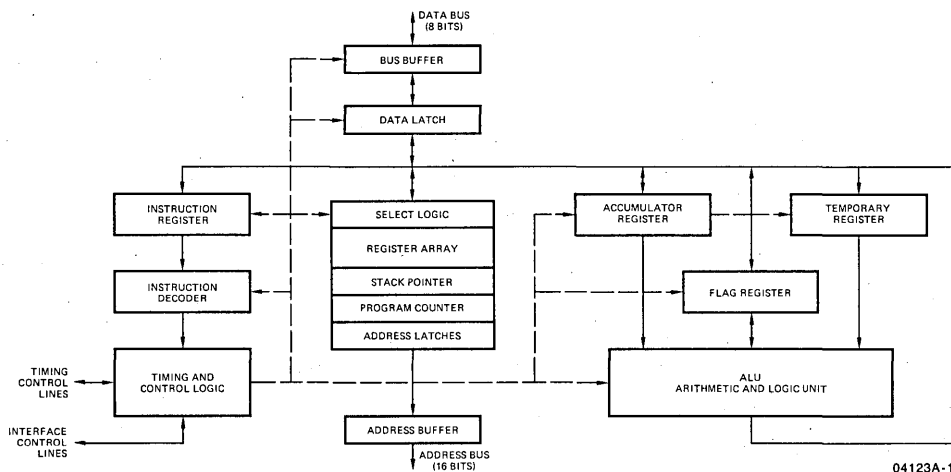 DATA BUS
(8 BITS)
BUS BUFFER
DATA LATCH
INSTRUCTION
REGISTER
SELECT LOGIC
REGISTER ARRAY
STACK POINTER
PROGRAM COUNTER
ADDRESS LATCHES
ACCUMULATOR
REGISTER
TEMPORARY
REGISTER
INSTRUCTION
DECODER
FLAG REGISTER
TIMING
CONTROL
LINES
TIMING AND
CONTROL LOGIC
ALU
ARITHMETIC AND LOGIC UNIT
INTERFACE
CONTROL
LINES
ADDRESS BUFFER
ADDRESS BUS
(16 BITS)
04123A-1